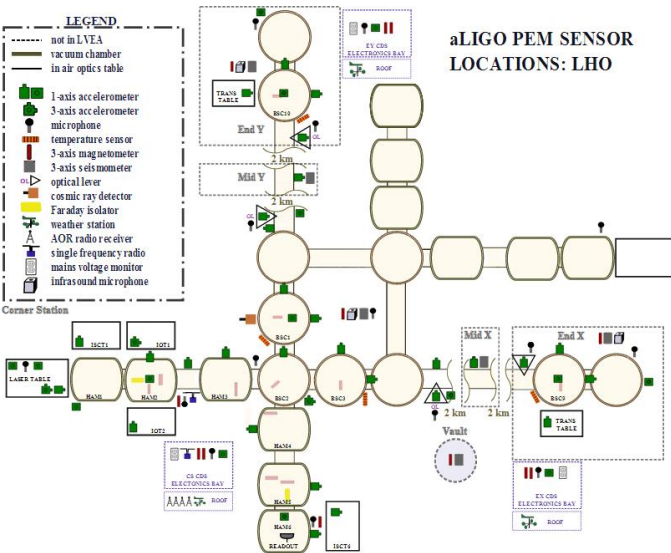 LEGEND
not in LVEA
vacuum chamber
in air optics table
1-axis accelerometer
3-axis accelerometer
microphone
temperature sensor
3-axis magnetometer
3-axis seismometer
OL optical lever
cosmic ray detector
Faraday isolator
weather station
AOR radio receiver
single frequency radio
mains voltage monitor
infrasound microphone
aLIGO PEM SENSOR
LOCATIONS: LHO
EY CDS
ELECTRONICS BAY
ROOF
TRANS
TABLE
BSC10
End Y
OL
2 km
Mid Y
2 km
OL
Corner Station
BSC1
ISCT1
IOT1
LASER TABLE
HAM1
HAM2
HAM3
BSC2
BSC3
IOT2
OL
2 km
Mid X
2 km
End X
BSC9
TRANS
TABLE
Vault
HAM4
CS CDS
ELECTRONICS BAY
ROOF
HAM5
HAM6
READOUT
ISCT6
EX CDS
ELECTRONICS BAY
ROOF